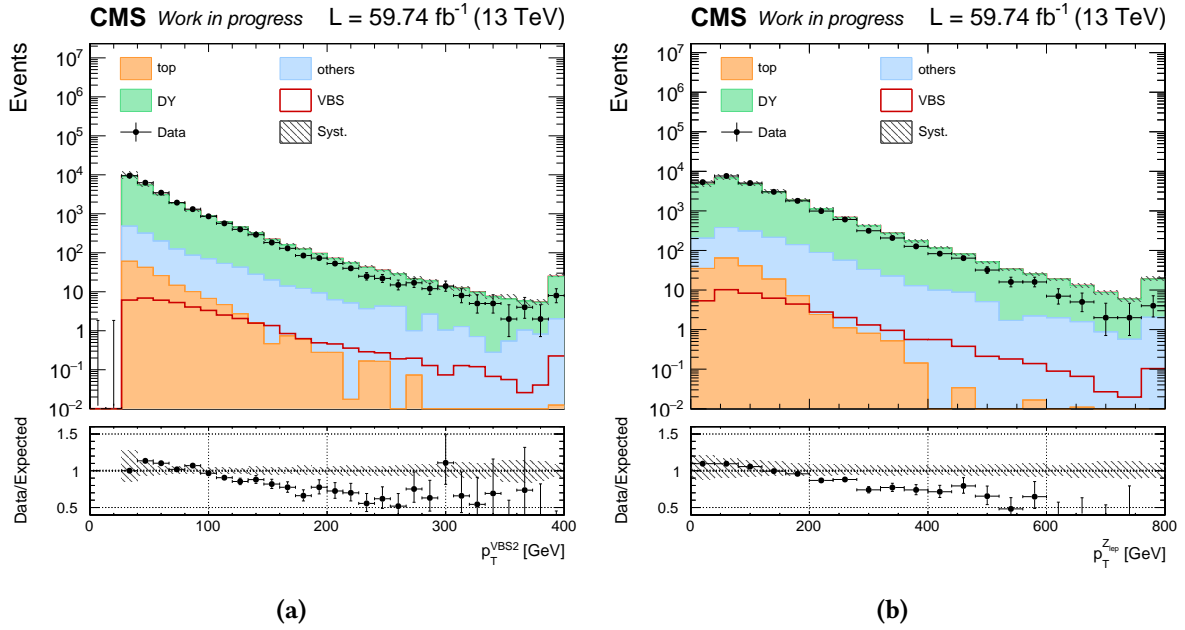 CMS Work in progress L = 59.74 fb⁻¹ (13 TeV)
Events
10⁷
10⁶
10⁵
10⁴
10³
10²
10
1
10⁻¹
10⁻²
top
others
DY
VBS
Data
Syst.
Data/Expected
1.5
1
0.5
0 100 200 300 400
p_T^VBS2 [GeV]
(a)
CMS Work in progress L = 59.74 fb⁻¹ (13 TeV)
Events
10⁷
10⁶
10⁵
10⁴
10³
10²
10
1
10⁻¹
10⁻²
top
others
DY
VBS
Data
Syst.
Data/Expected
1.5
1
0.5
0 200 400 600 800
p_T^Z_lep [GeV]
(b)